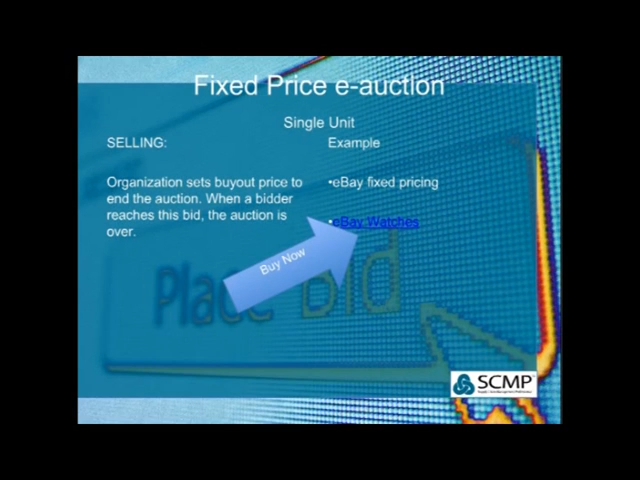 Fixed Price e-auction
Single Unit
SELLING:
Example
Organization sets buyout price to
end the auction. When a bidder
reaches this bid, the auction is
over.
•eBay fixed pricing
•eBay Watches
Buy Now
Place Bid
SCMP